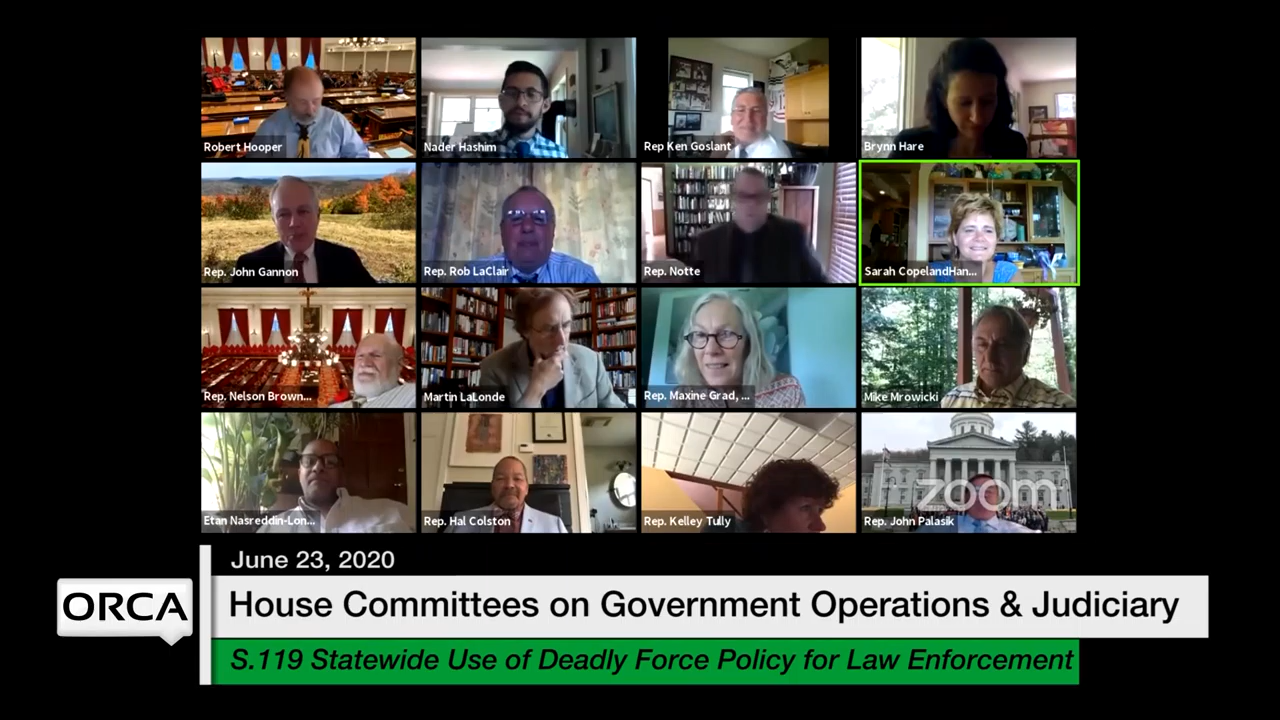 Robert Hooper
Nader Hashim
Rep Ken Goslant
Brynn Hare
Rep. John Gannon
Rep. Rob LaClair
Rep. Notte
Sarah CopelandHan...
Rep. Nelson Brown...
Martin LaLonde
Rep. Maxine Grad, ...
Mike Mrowicki
Etan Nasreddin-Lon...
Rep. Hal Colston
Rep. Kelley Tully
Rep. John Palasik
zoom
June 23, 2020
ORCA
House Committees on Government Operations & Judiciary
S.119 Statewide Use of Deadly Force Policy for Law Enforcement